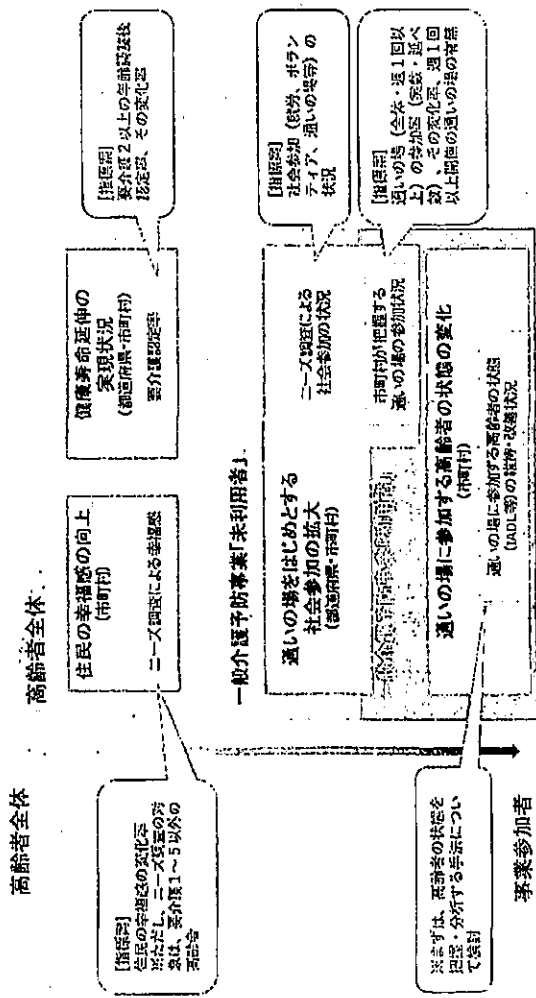 高齢者全体
高齢者全体
住民の幸福感の向上
(市町村)
ニーズ調査による幸福感
健康寿命延伸の
実現状況
(都道府県・市町村)
要介護認定率
[指標案]
住民の幸福感の変化率
※ただし、ニーズ調査の対
象は、要介護1～5以外の
高齢者
[指標案]
要介護2以上の年齢調整後
認定率、その変化率
一般介護予防事業「未利用者」
通いの場をはじめとする
社会参加の拡大
(都道府県・市町村)
ニーズ調査による
社会参加の状況
市町村が把握する
通いの場の参加状況
[指標案]
社会参加(就労、ボラン
ティア、通いの場等)の
状況
[指標案]
通いの場(全体・週1回以
上)の参加率(実数・延べ
数)、その変化率、週1回
以上開催の通いの場の有無
通いの場に参加する高齢者の状態の変化
(市町村)
通いの場に参加する高齢者の状態
(IADL等)の維持・改善状況
※まずは、高齢者の状態を
把握・分析する手法につい
て検討
事業参加者